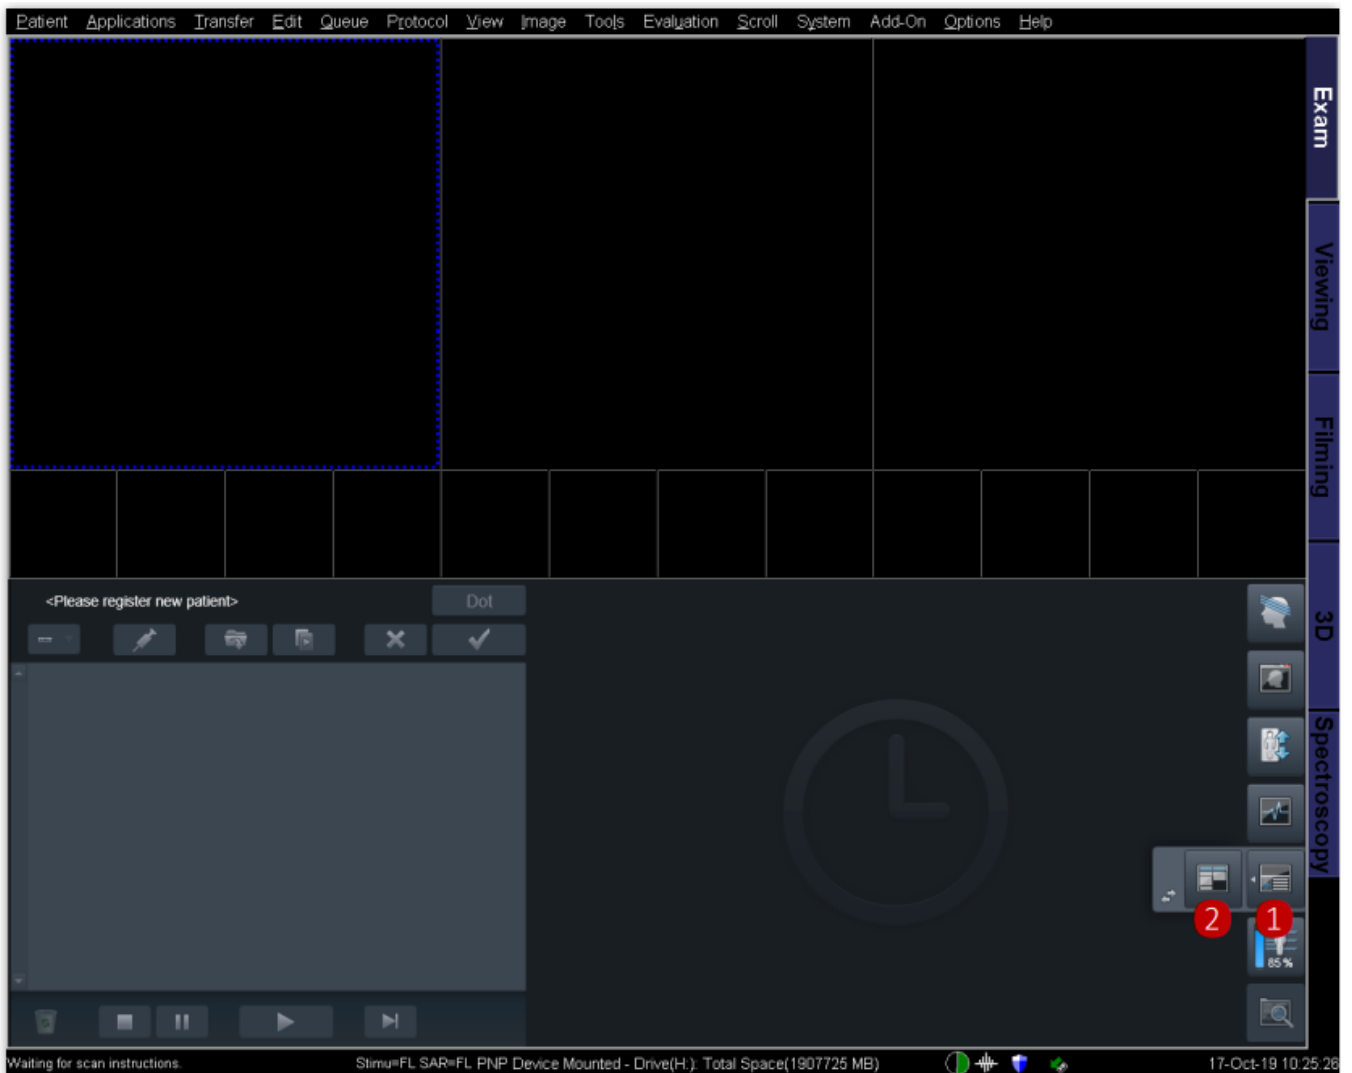 Patient Applications Transfer Edit Queue Protocol View Image Tools Evaluation Scroll System Add-On Options Help
Exam
Viewing
Filming
3D
Spectroscopy
<Please register new patient>
Dot
2
1
85 %
Waiting for scan instructions.
Stimu=FL SAR=FL PNP Device Mounted - Drive(H:): Total Space(1907725 MB)
17-Oct-19 10:25:26